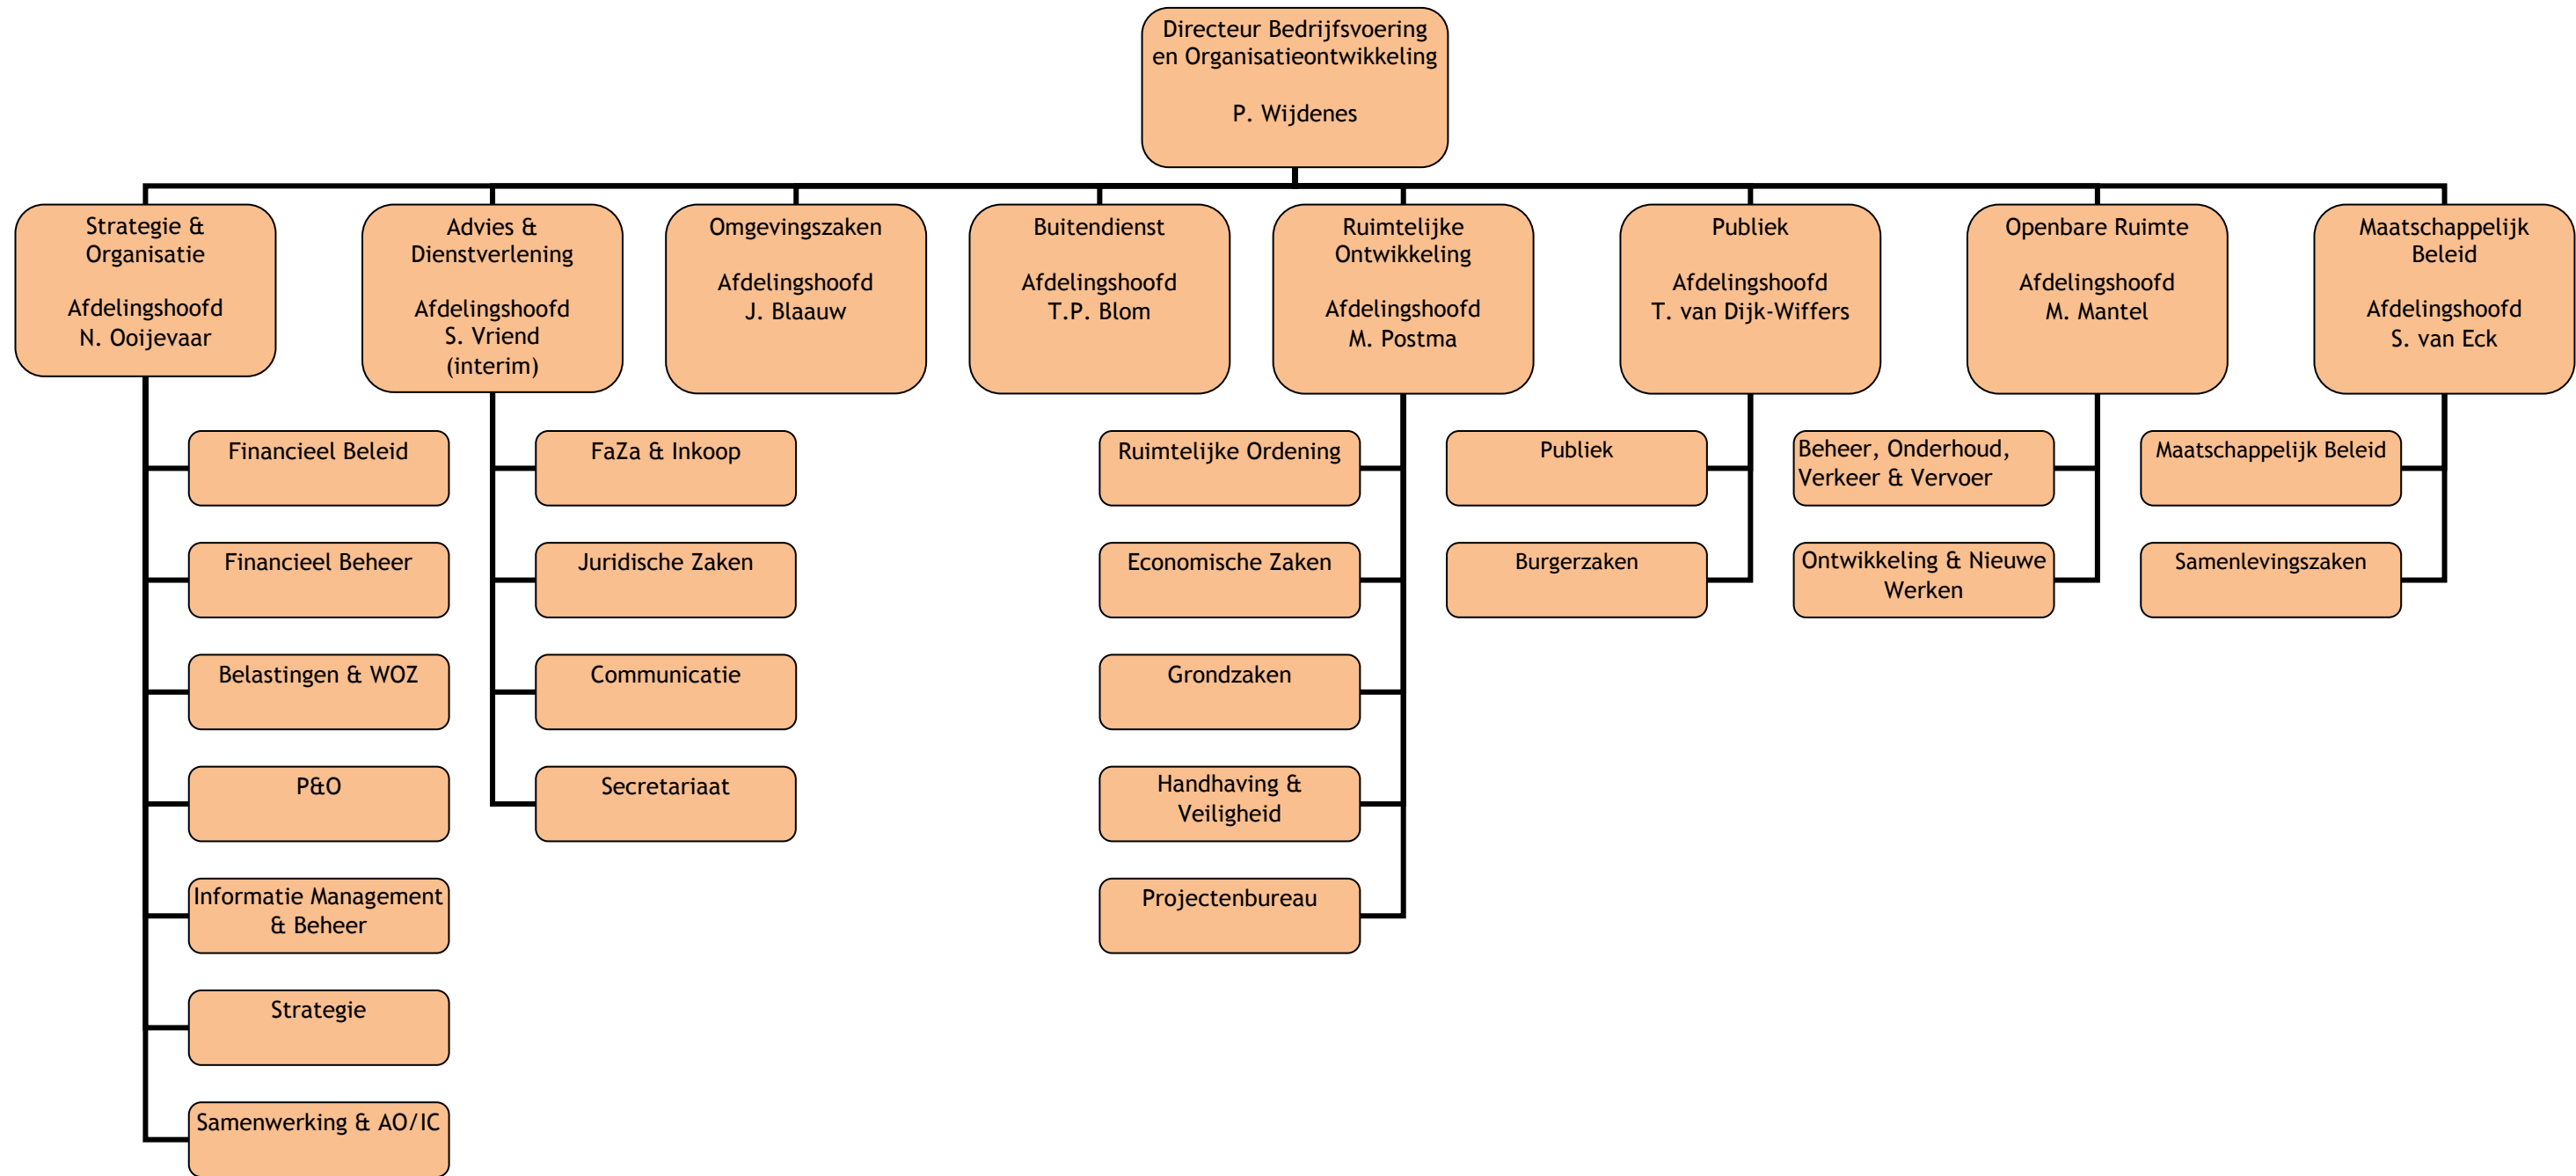 Directeur Bedrijfsvoering
en Organisatieontwikkeling
P. Wijdenes
Strategie &
Organisatie
Afdelingshoofd
N. Ooijevaar
Advies &
Dienstverlening
Afdelingshoofd
S. Vriend
(interim)
Omgevingszaken
Afdelingshoofd
J. Blaauw
Buitendienst
Afdelingshoofd
T.P. Blom
Ruimtelijke
Ontwikkeling
Afdelingshoofd
M. Postma
Publiek
Afdelingshoofd
T. van Dijk-Wiffers
Openbare Ruimte
Afdelingshoofd
M. Mantel
Maatschappelijk
Beleid
Afdelingshoofd
S. van Eck
Financieel Beleid
Financieel Beheer
Belastingen & WOZ
P&O
Informatie Management
& Beheer
Strategie
Samenwerking & AO/IC
FaZa & Inkoop
Juridische Zaken
Communicatie
Secretariaat
Ruimtelijke Ordening
Economische Zaken
Grondzaken
Handhaving &
Veiligheid
Projectenbureau
Publiek
Burgerzaken
Beheer, Onderhoud,
Verkeer & Vervoer
Ontwikkeling & Nieuwe
Werken
Maatschappelijk Beleid
Samenlevingszaken